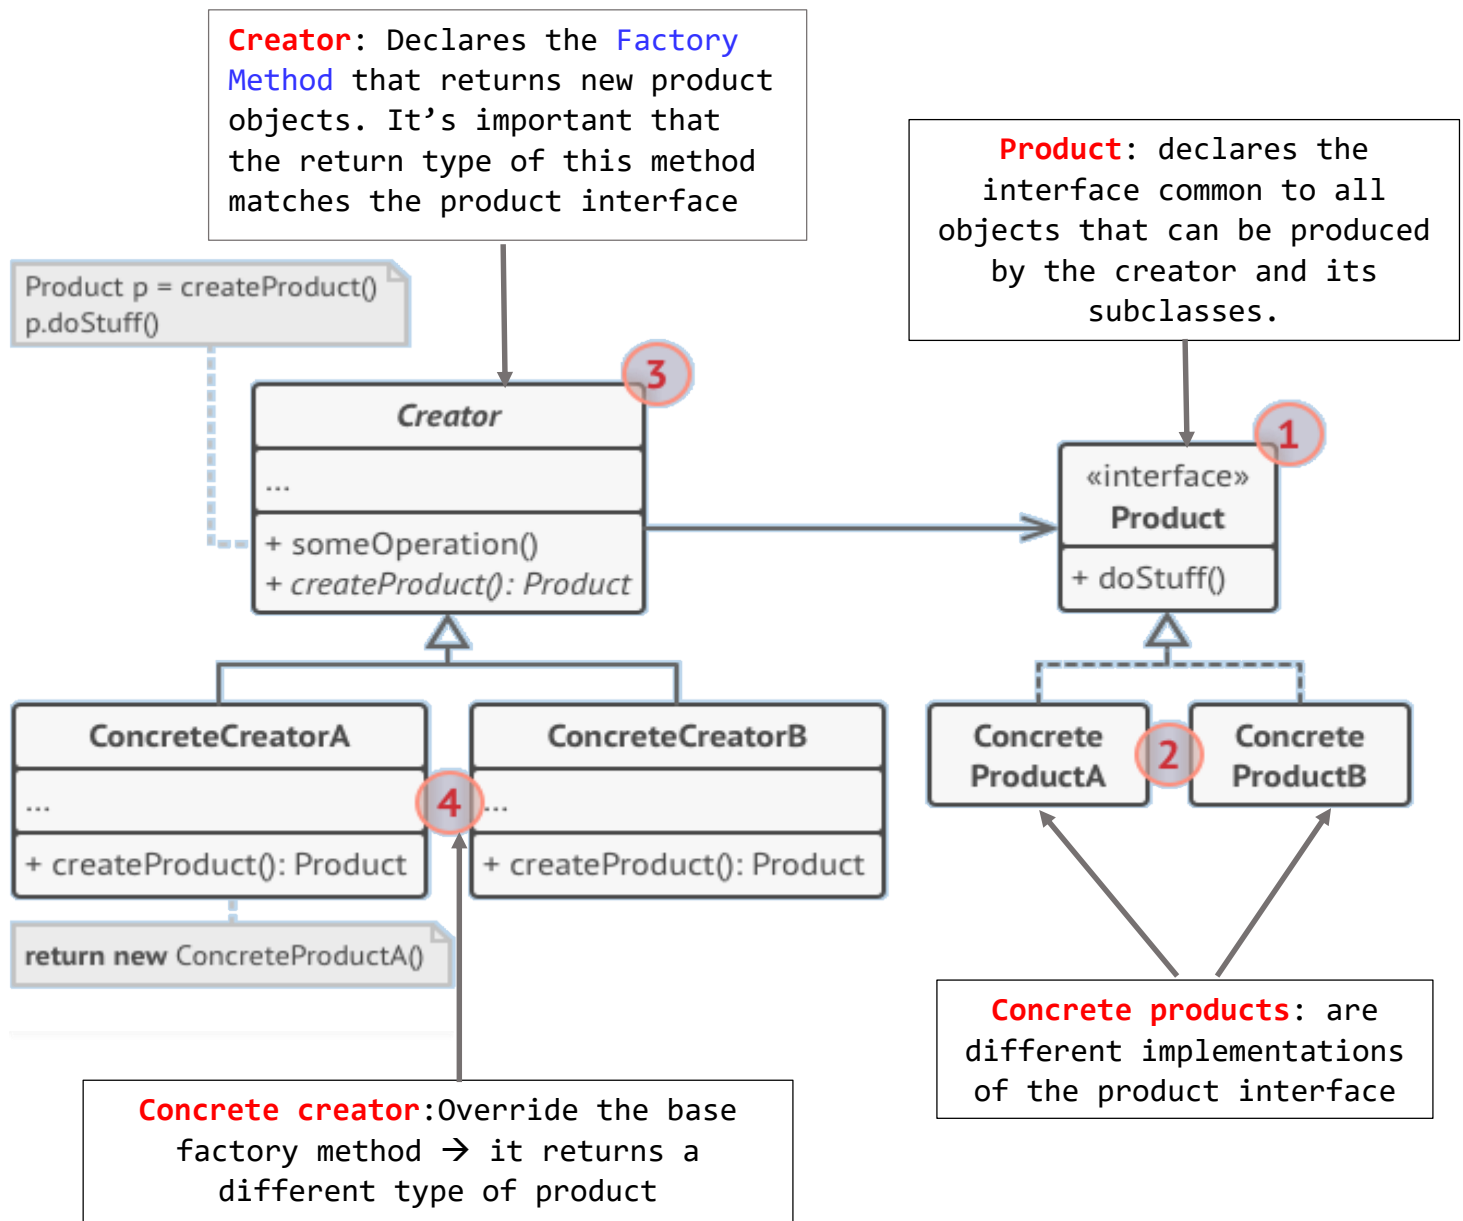 Creator: Declares the Factory
Method that returns new product
objects. It’s important that
the return type of this method
matches the product interface
Product: declares the
interface common to all
objects that can be produced
by the creator and its
subclasses.
Product p = createProduct()
p.doStuff()
3
Creator
...
+ someOperation()
+ createProduct(): Product
1
«interface»
Product
+ doStuff()
ConcreteCreatorA
...
+ createProduct(): Product
4
ConcreteCreatorB
...
+ createProduct(): Product
Concrete
ProductA
2
Concrete
ProductB
return new ConcreteProductA()
Concrete products: are
different implementations
of the product interface
Concrete creator:Override the base
factory method → it returns a
different type of product